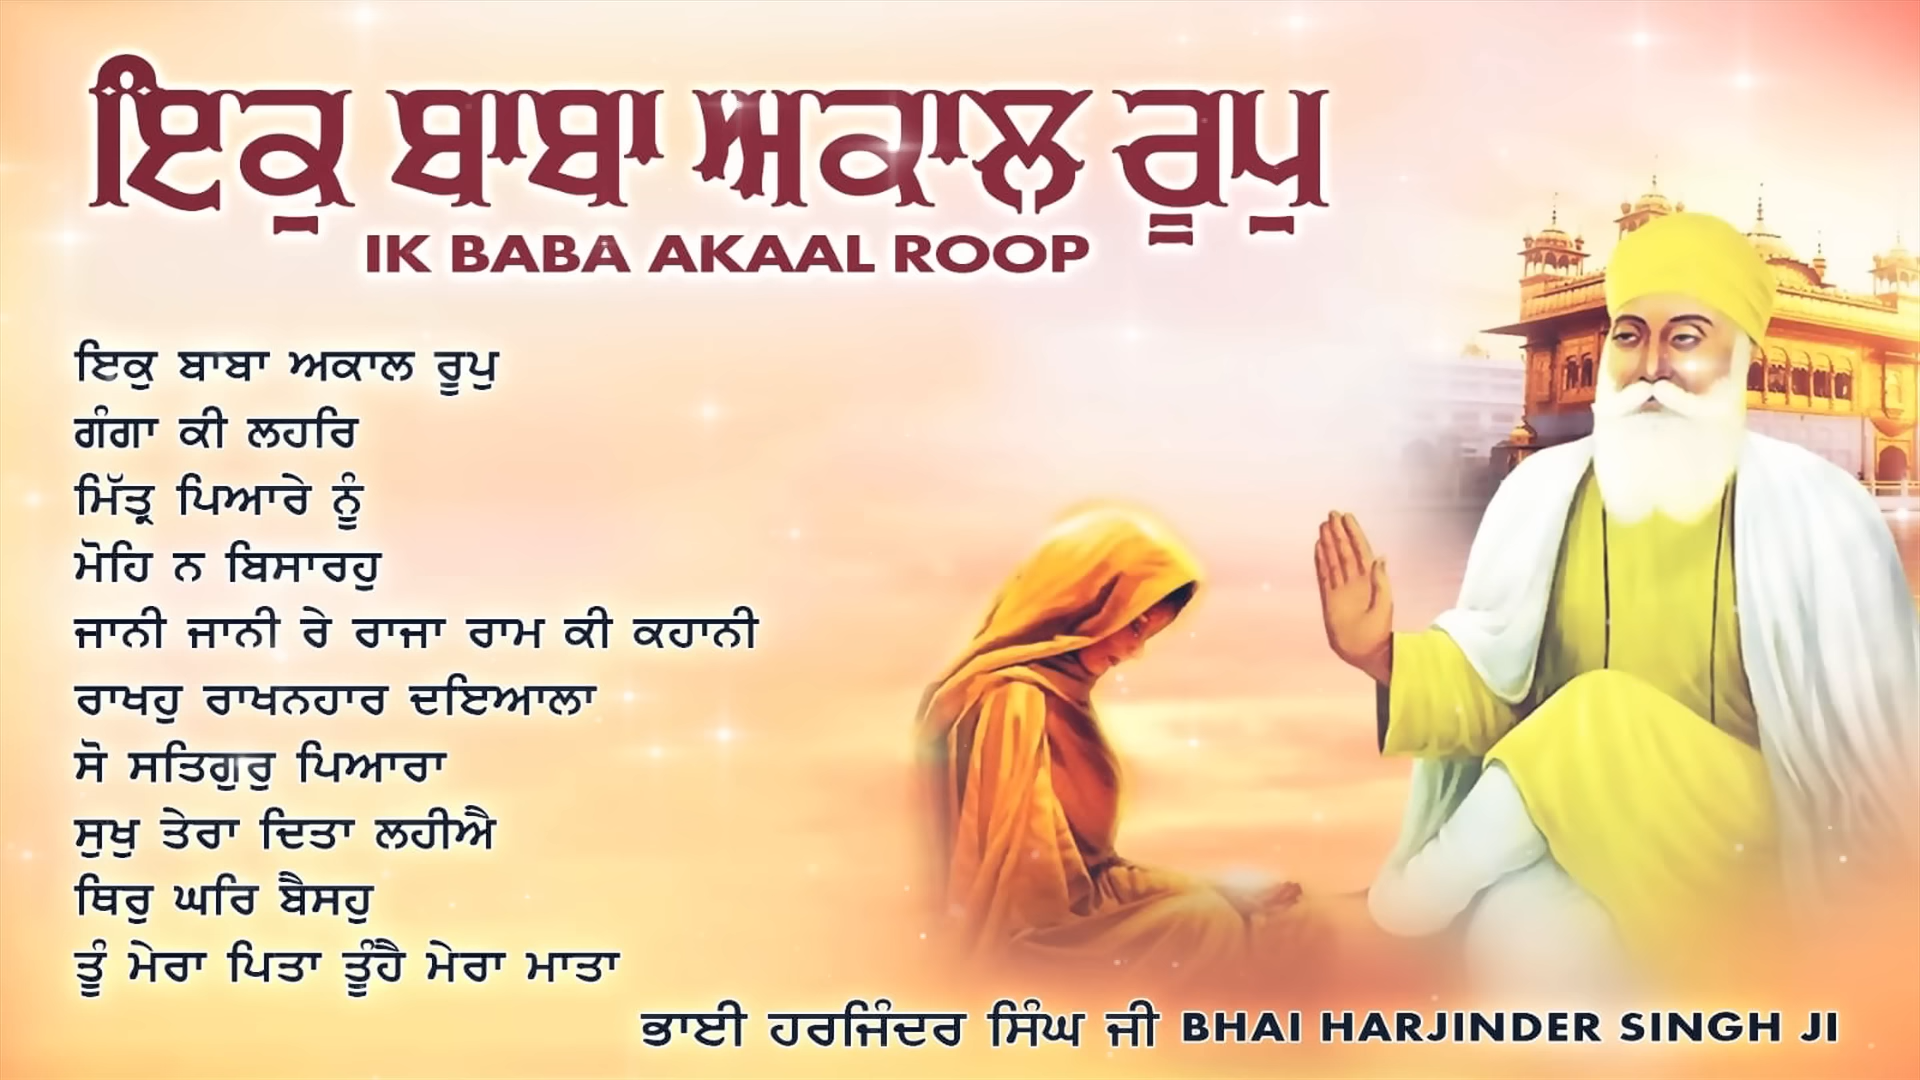 ਇਕੁ ਬਾਬਾ ਅਕਾਲ ਰੂਪੁ
IK BABA AKAAL ROOP
ਇਕੁ ਬਾਬਾ ਅਕਾਲ ਰੂਪੁ
ਗੰਗਾ ਕੀ ਲਹਰਿ
ਮਿੱਤ੍ਰ ਪਿਆਰੇ ਨੂੰ
ਮੋਹਿ ਨ ਬਿਸਾਰਹੁ
ਜਾਨੀ ਜਾਨੀ ਰੇ ਰਾਜਾ ਰਾਮ ਕੀ ਕਹਾਨੀ
ਰਾਖਹੁ ਰਾਖਨਹਾਰ ਦਇਆਲਾ
ਸੋ ਸਤਿਗੁਰੁ ਪਿਆਰਾ
ਸੁਖੁ ਤੇਰਾ ਦਿਤਾ ਲਹੀਐ
ਥਿਰੁ ਘਰਿ ਬੈਸਹੁ
ਤੂੰ ਮੇਰਾ ਪਿਤਾ ਤੂੰਹੈ ਮੇਰਾ ਮਾਤਾ
ਭਾਈ ਹਰਜਿੰਦਰ ਸਿੰਘ ਜੀ BHAI HARJINDER SINGH JI